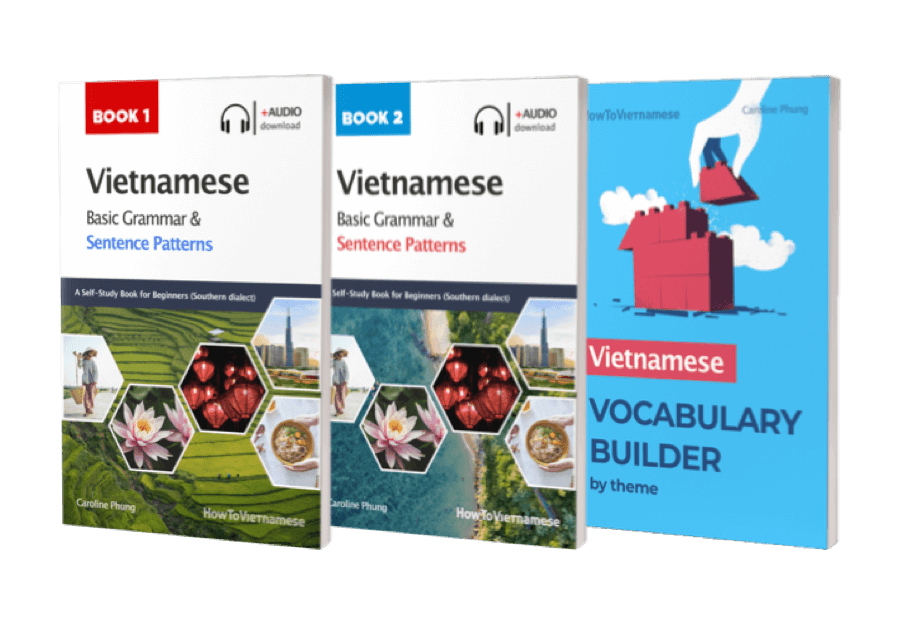 BOOK 1
+AUDIO
download
Vietnamese
Basic Grammar &
Sentence Patterns
A Self-Study Book for Beginners (Southern dialect)
Caroline Phung
HowToVietnamese
BOOK 2
+AUDIO
download
Vietnamese
Basic Grammar &
Sentence Patterns
Self-Study Book for Beginners (Southern dialect)
Caroline Phung
HowToVietnamese
HowToVietnamese
Caroline Phung
Vietnamese
VOCABULARY
BUILDER
by theme